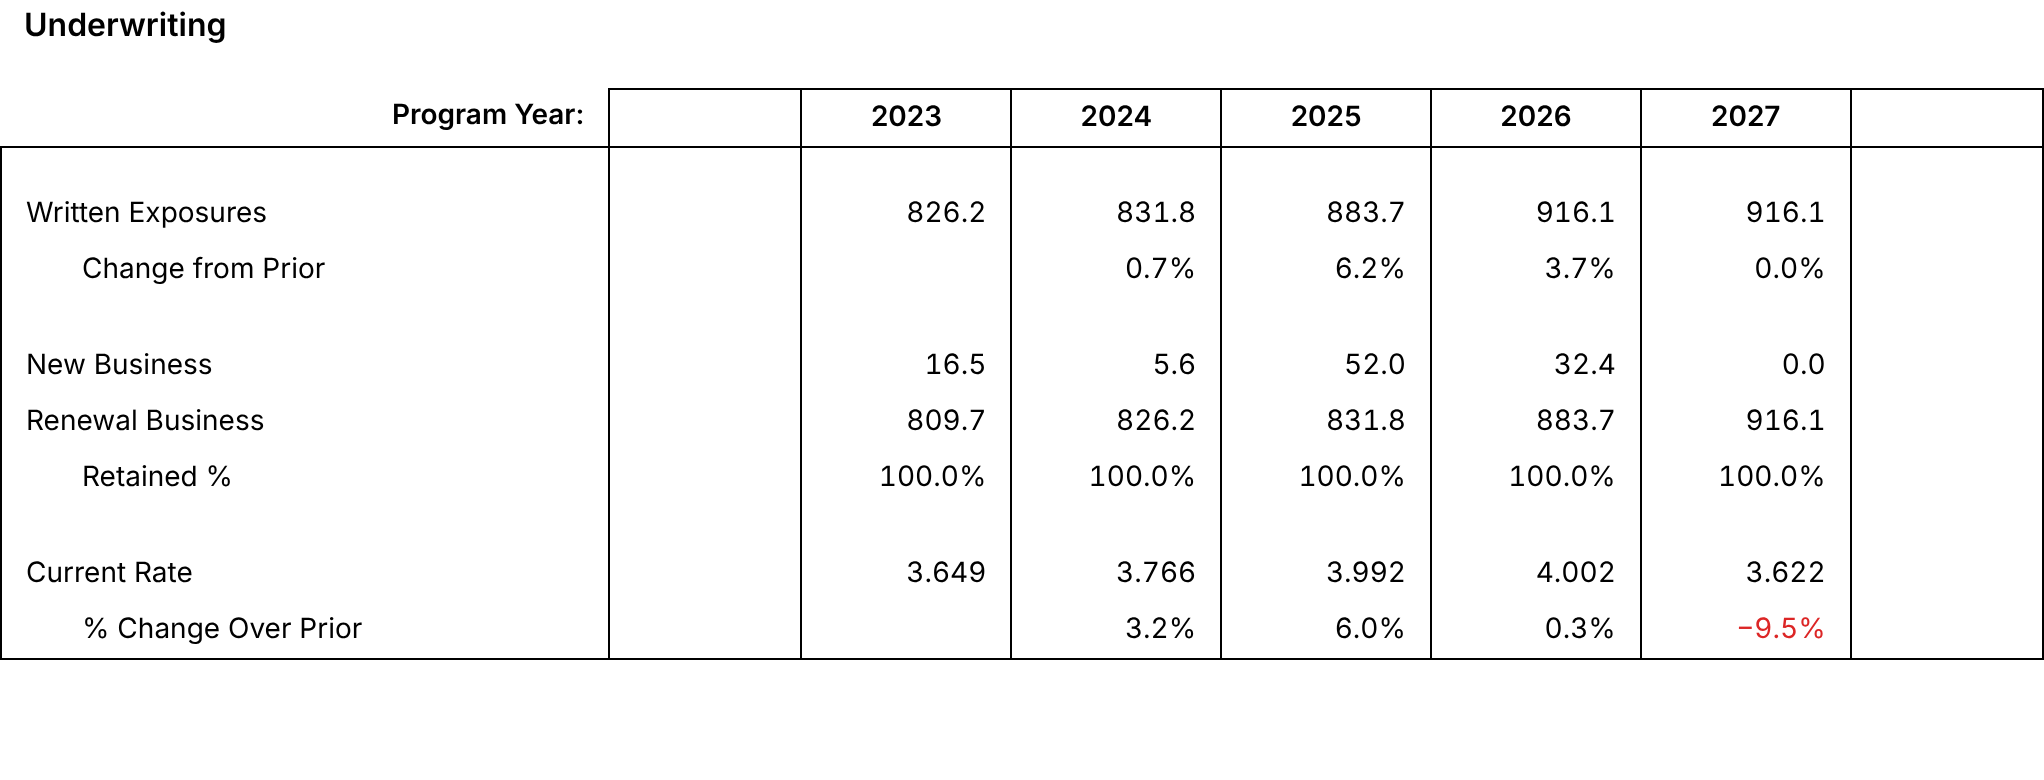 Underwriting
Program Year: 2023 2024 2025 2026 2027
Written Exposures 826.2 831.8 883.7 916.1 916.1
Change from Prior 0.7% 6.2% 3.7% 0.0%
New Business 16.5 5.6 52.0 32.4 0.0
Renewal Business 809.7 826.2 831.8 883.7 916.1
Retained % 100.0% 100.0% 100.0% 100.0% 100.0%
Current Rate 3.649 3.766 3.992 4.002 3.622
% Change Over Prior 3.2% 6.0% 0.3% −9.5%